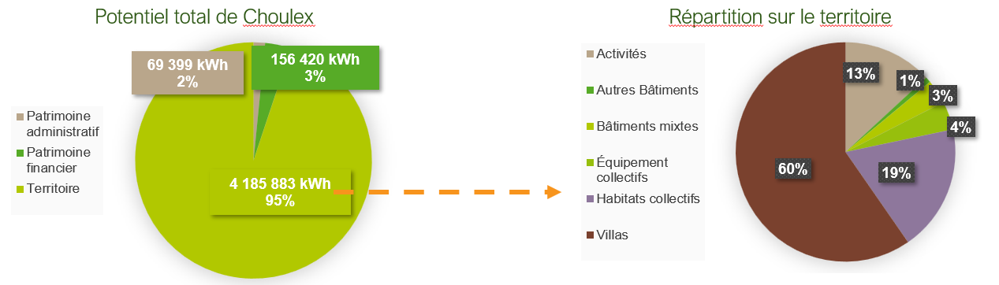 Potentiel total de Choulex
69 399 kWh
2%
156 420 kWh
3%
Patrimoine
administratif
Patrimoine
financier
Territoire
4 185 883 kWh
95%
Répartition sur le territoire
Activités
Autres Bâtiments
Bâtiments mixtes
Équipement
collectifs
Habitats collectifs
Villas
13%
1%
3%
4%
19%
60%